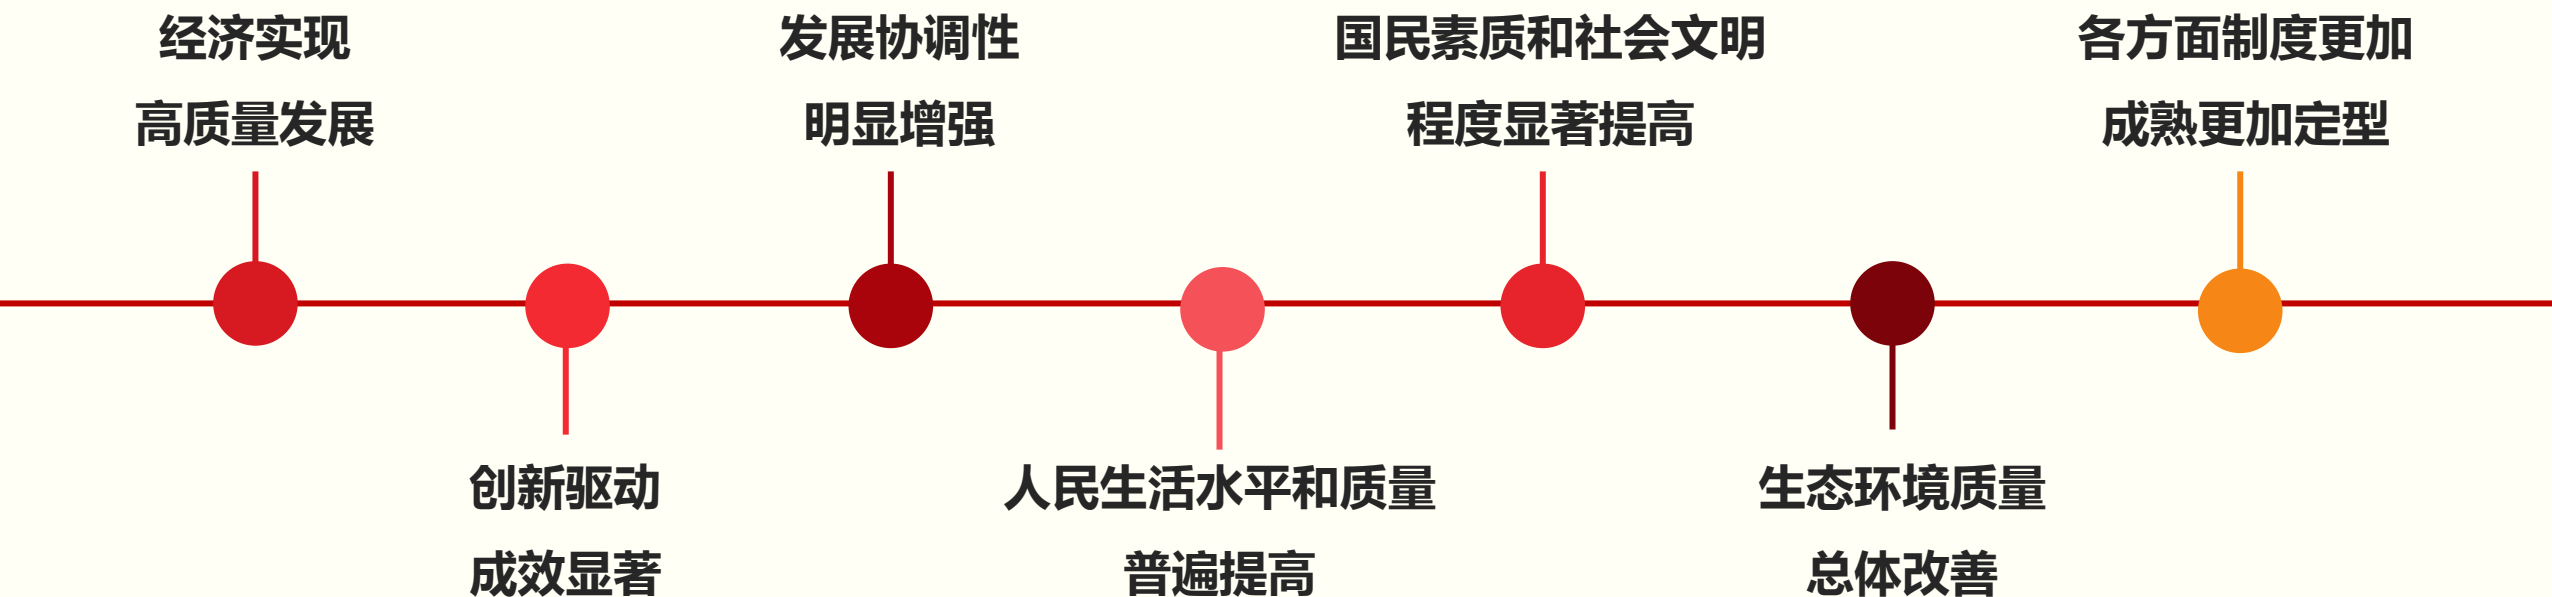 经济实现
高质量发展
创新驱动
成效显著
发展协调性
明显增强
人民生活水平和质量
普遍提高
国民素质和社会文明
程度显著提高
生态环境质量
总体改善
各方面制度更加
成熟更加定型